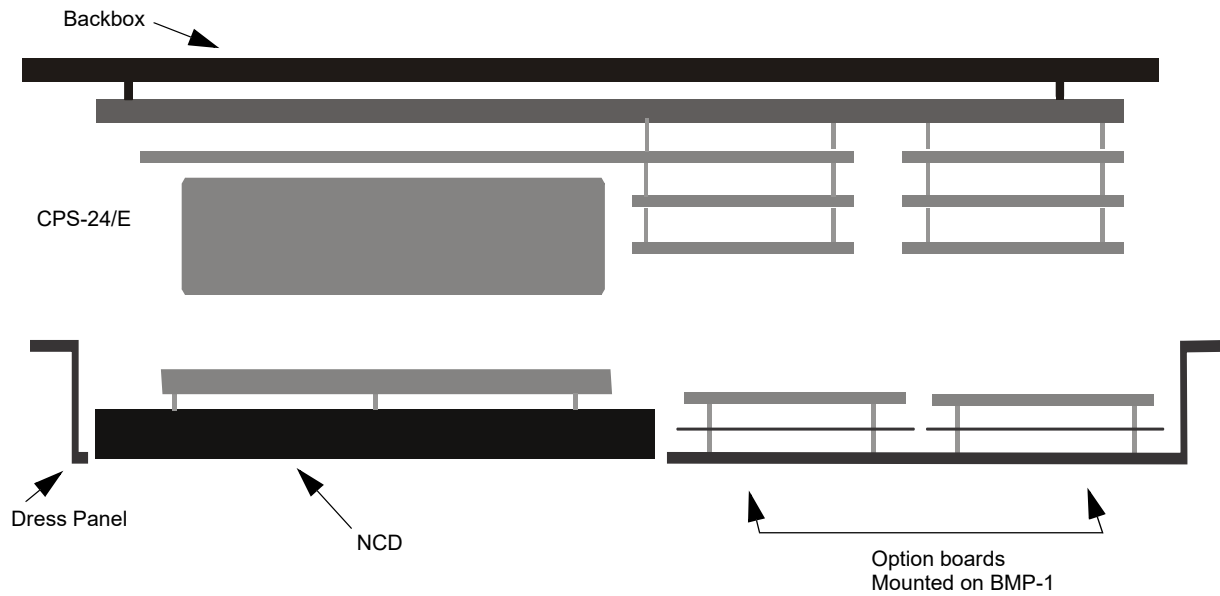 Backbox
CPS-24/E
Dress Panel
NCD
Option boards
Mounted on BMP-1